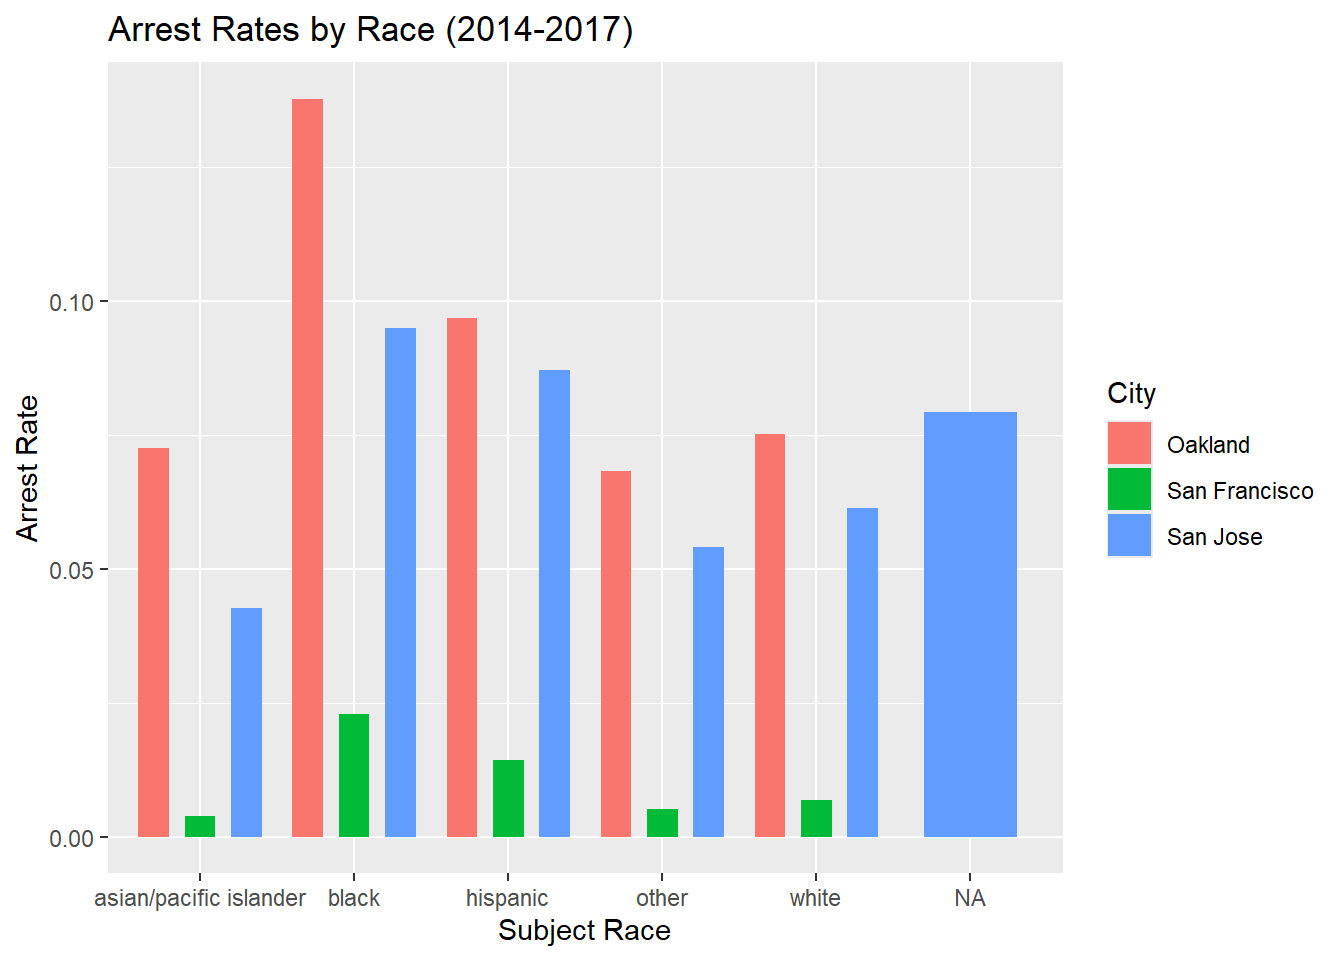 Arrest Rates by Race (2014-2017)
Arrest Rate
0.10
0.05
0.00
asian/pacific islander
black
hispanic
other
white
NA
Subject Race
City
Oakland
San Francisco
San Jose